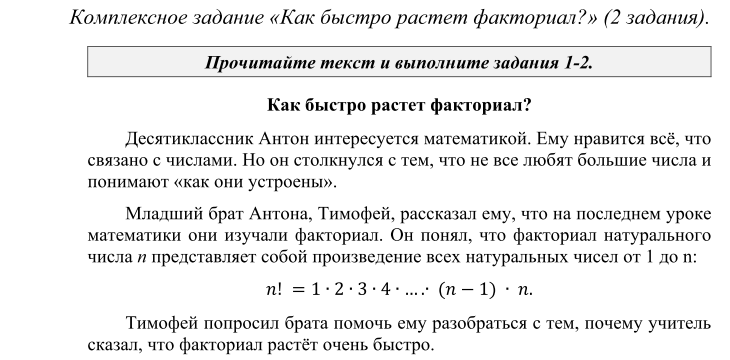 Комплексное задание «Как быстро растет факториал?» (2 задания).
Прочитайте текст и выполните задания 1-2.
Как быстро растет факториал?
Десятиклассник Антон интересуется математикой. Ему нравится всё, что
связано с числами. Но он столкнулся с тем, что не все любят большие числа и
понимают «как они устроены».
Младший брат Антона, Тимофей, рассказал ему, что на последнем уроке
математики они изучали факториал. Он понял, что факториал натурального
числа n представляет собой произведение всех натуральных чисел от 1 до n:
n! = 1 · 2 · 3 · 4 · … .· (n − 1) · n.
Тимофей попросил брата помочь ему разобраться с тем, почему учитель
сказал, что факториал растёт очень быстро.